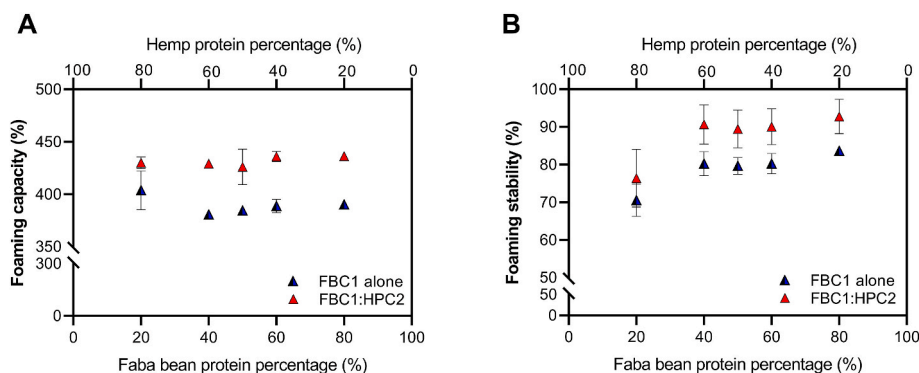 A
Hemp protein percentage (%)
100 80 60 40 20 0
500
450
400
350
300
0
Foaming capacity (%)
FBC1 alone
FBC1:HPC2
0 20 40 60 80 100
Faba bean protein percentage (%)
B
Hemp protein percentage (%)
100 80 60 40 20 0
100
90
80
70
60
50
50
0
Foaming stability (%)
FBC1 alone
FBC1:HPC2
0 20 40 60 80 100
Faba bean protein percentage (%)